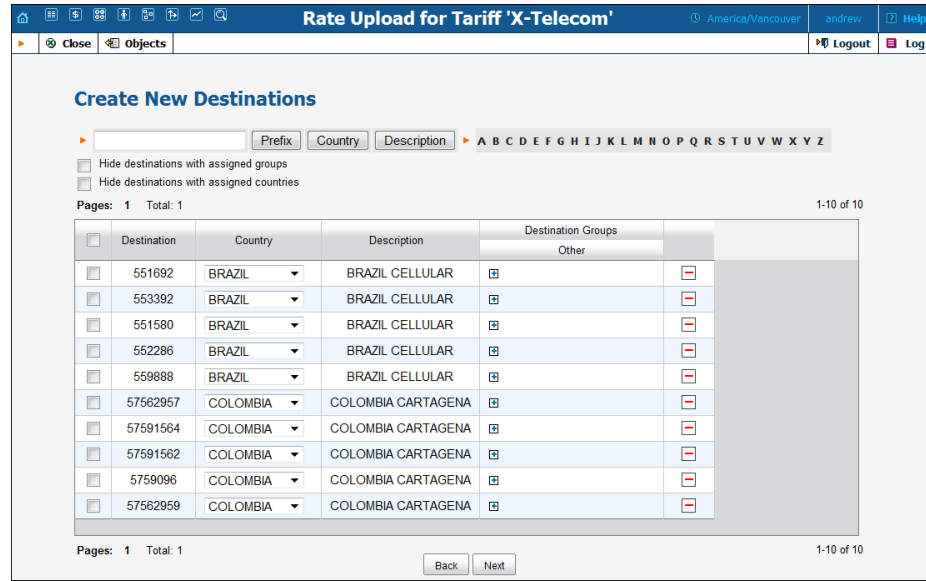 Rate Upload for Tariff 'X-Telecom' America/Vancouver andrew Help
Close Objects Logout Log
Create New Destinations
Prefix Country Description A B C D E F G H I J K L M N O P Q R S T U V W X Y Z
Hide destinations with assigned groups
Hide destinations with assigned countries
Pages: 1 Total: 1 1-10 of 10
Destination Country Description Destination Groups
Other
551692 BRAZIL BRAZIL CELLULAR
553392 BRAZIL BRAZIL CELLULAR
551580 BRAZIL BRAZIL CELLULAR
552286 BRAZIL BRAZIL CELLULAR
559888 BRAZIL BRAZIL CELLULAR
57562957 COLOMBIA COLOMBIA CARTAGENA
57591564 COLOMBIA COLOMBIA CARTAGENA
57591562 COLOMBIA COLOMBIA CARTAGENA
5759096 COLOMBIA COLOMBIA CARTAGENA
57562959 COLOMBIA COLOMBIA CARTAGENA
Pages: 1 Total: 1 1-10 of 10
Back Next